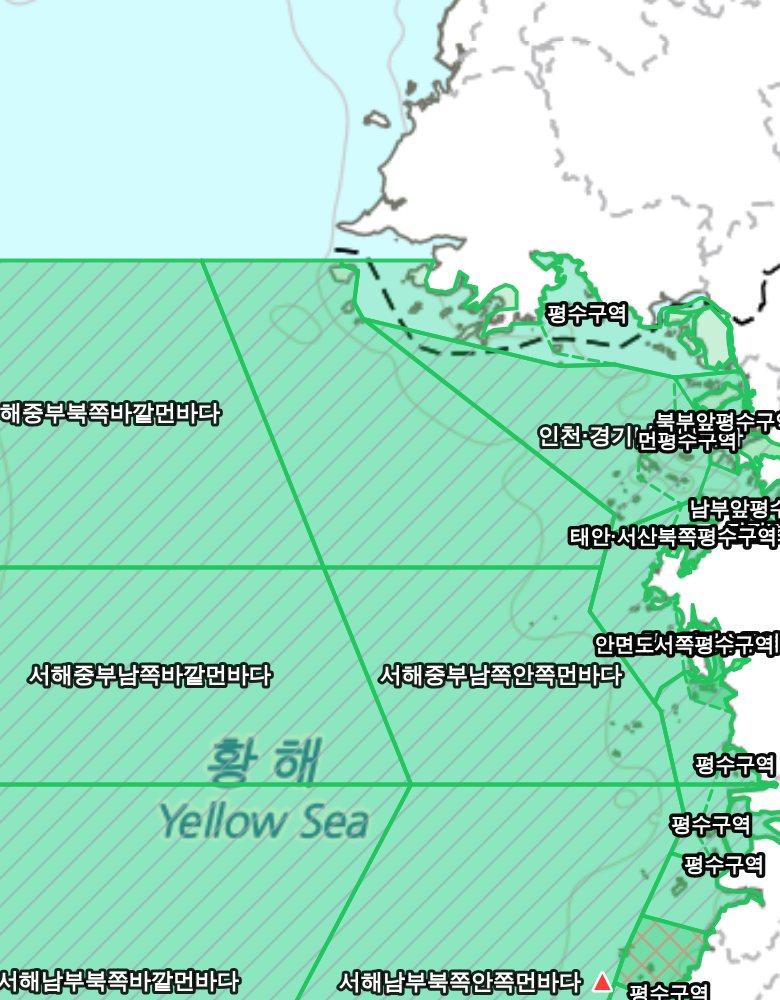 평수구역
해중부북쪽바깥먼바다
북부앞평수구역
인천·경기
먼평수구역
남부앞평수
태안·서산북쪽평수구역
안면도서쪽평수구역
서해중부남쪽바깥먼바다
서해중부남쪽안쪽먼바다
황해
Yellow Sea
평수구역
평수구역
평수구역
서해남부북쪽바깥먼바다
서해남부북쪽안쪽먼바다
평수구역